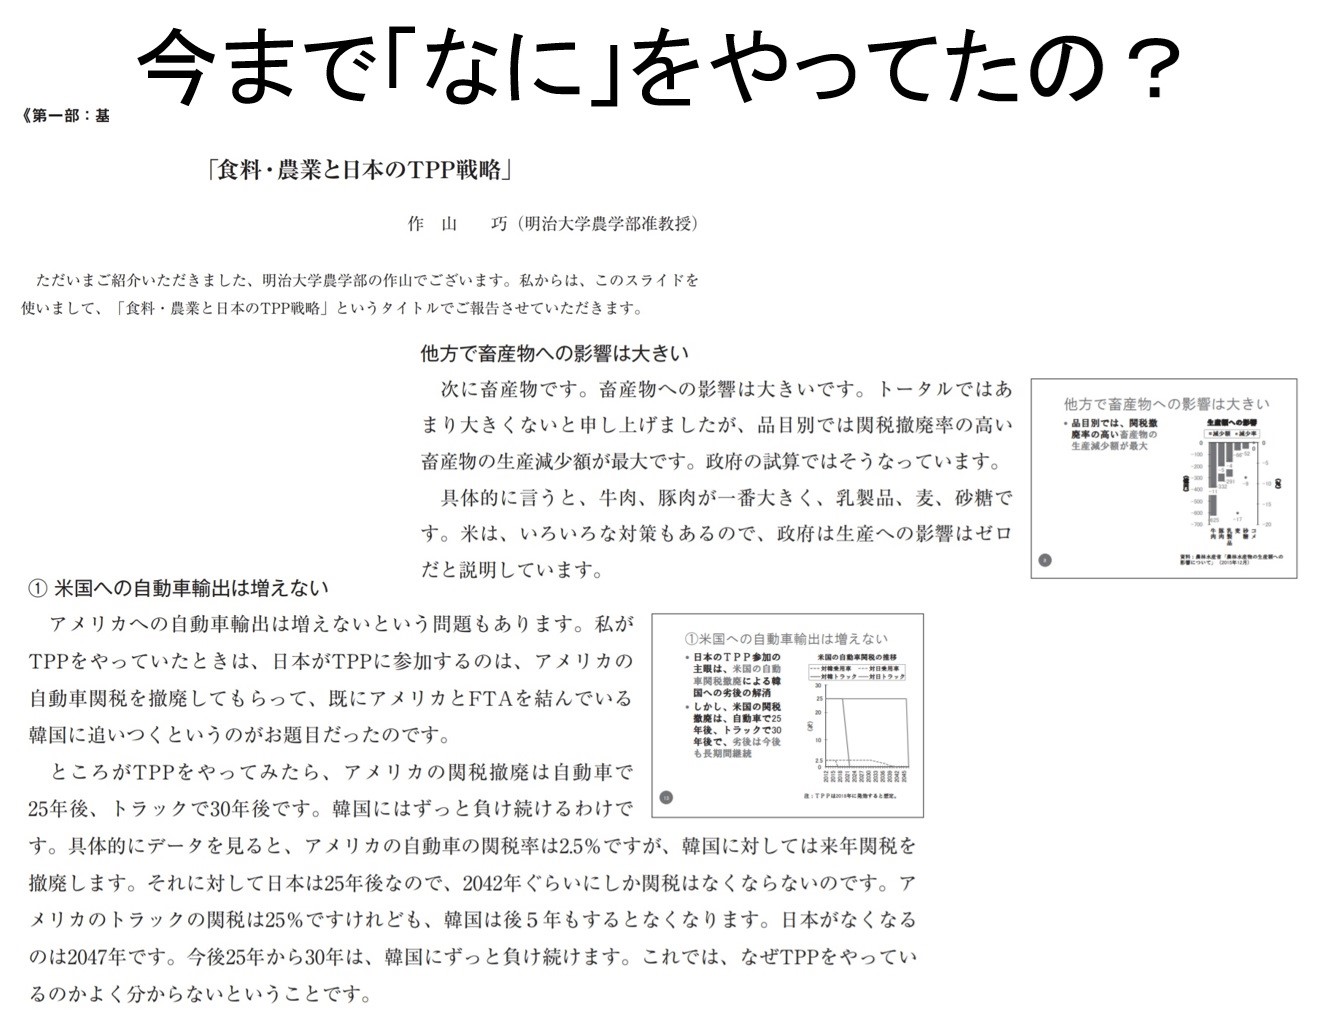 今まで「なに」をやってたの？
《第一部：基
「食料・農業と日本のTPP戦略」
作　山　　巧（明治大学農学部准教授）
　ただいまご紹介いただきました、明治大学農学部の作山でございます。私からは、このスライドを
使いまして、「食料・農業と日本のTPP戦略」というタイトルでご報告させていただきます。
他方で畜産物への影響は大きい
　次に畜産物です。畜産物への影響は大きいです。トータルではあ
まり大きくないと申し上げましたが、品目別では関税撤廃率の高い
畜産物の生産減少額が最大です。政府の試算ではそうなっています。
　具体的に言うと、牛肉、豚肉が一番大きく、乳製品、麦、砂糖で
す。米は、いろいろな対策もあるので、政府は生産への影響はゼロ
だと説明しています。
他方で畜産物への影響は大きい
• 品目別では、関税撤
廃率の高い畜産物の
生産減少額が最大
生産額への影響
減少額 減少率
0
-100
-200
-300
-400
-500
-600
-700
0
-5
-10
-15
-20
牛肉
豚肉
乳製品
麦
砂糖
コメ
資料：農林水産省「農林水産物の生産額への
影響について」（2015年12月）
① 米国への自動車輸出は増えない
　アメリカへの自動車輸出は増えないという問題もあります。私が
TPPをやっていたときは、日本がTPPに参加するのは、アメリカの
自動車関税を撤廃してもらって、既にアメリカとFTAを結んでいる
韓国に追いつくというのがお題目だったのです。
　ところがTPPをやってみたら、アメリカの関税撤廃は自動車で
25年後、トラックで30年後です。韓国にはずっと負け続けるわけで
す。具体的にデータを見ると、アメリカの自動車の関税率は2.5％ですが、韓国に対しては来年関税を
撤廃します。それに対して日本は25年後なので、2042年ぐらいにしか関税はなくならないのです。ア
メリカのトラックの関税は25％ですけれども、韓国は後５年もするとなくなります。日本がなくなる
のは2047年です。今後25年から30年は、韓国にずっと負け続けます。これでは、なぜTPPをやってい
るのかよく分からないということです。
①米国への自動車輸出は増えない
• 日本のＴＰＰ参加の
主眼は、米国の自動
車関税撤廃による韓
国への劣後の解消
• しかし、米国の関税
撤廃は、自動車で25
年後、トラックで30
年後で、劣後は今後
も長期間継続
米国の自動車関税の推移
対韓乗用車 対日乗用車
対韓トラック 対日トラック
30
25
20
10
2.5
0
2012 2015 2018 2021 2024 2027 2030 2033 2036 2039 2042 2045
注：ＴＰＰは2018年に発効すると想定。